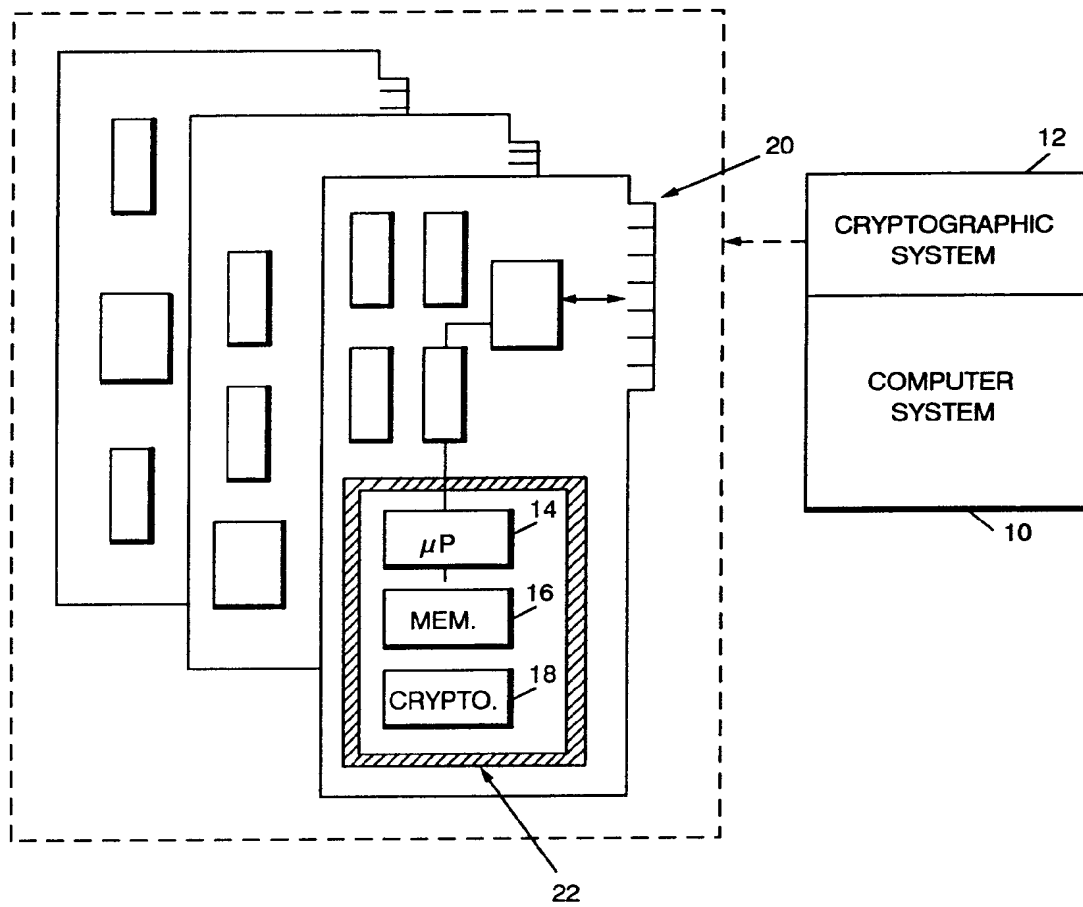 20
12
CRYPTOGRAPHIC
SYSTEM
COMPUTER
SYSTEM
10
14
μP
16
MEM.
18
CRYPTO.
22